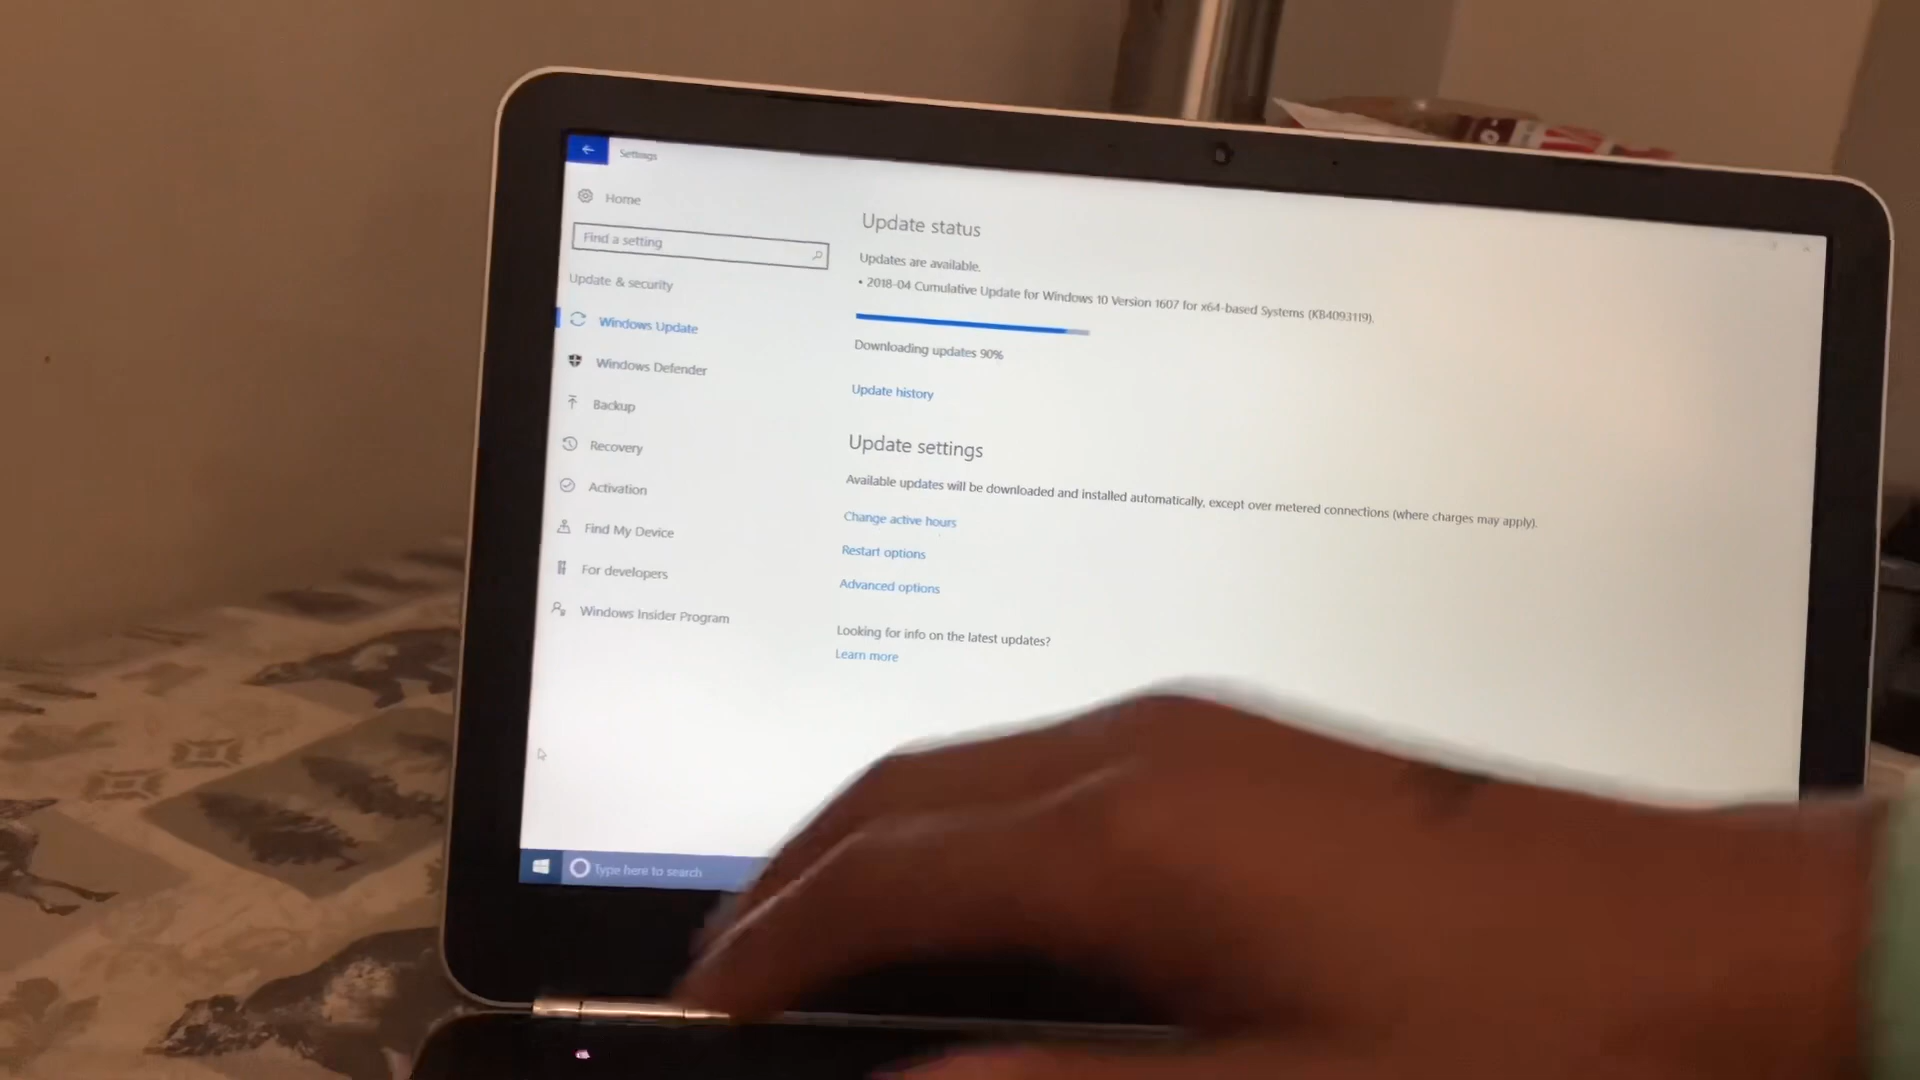 Settings
Home
Find a setting
Update & security
Windows Update
Windows Defender
Backup
Recovery
Activation
Find My Device
For developers
Windows Insider Program
Update status
Updates are available.
• 2018-04 Cumulative Update for Windows 10 Version 1607 for x64-based Systems (KB4093119).
Downloading updates 90%
Update history
Update settings
Available updates will be downloaded and installed automatically, except over metered connections (where charges may apply).
Change active hours
Restart options
Advanced options
Looking for info on the latest updates?
Learn more
Type here to search